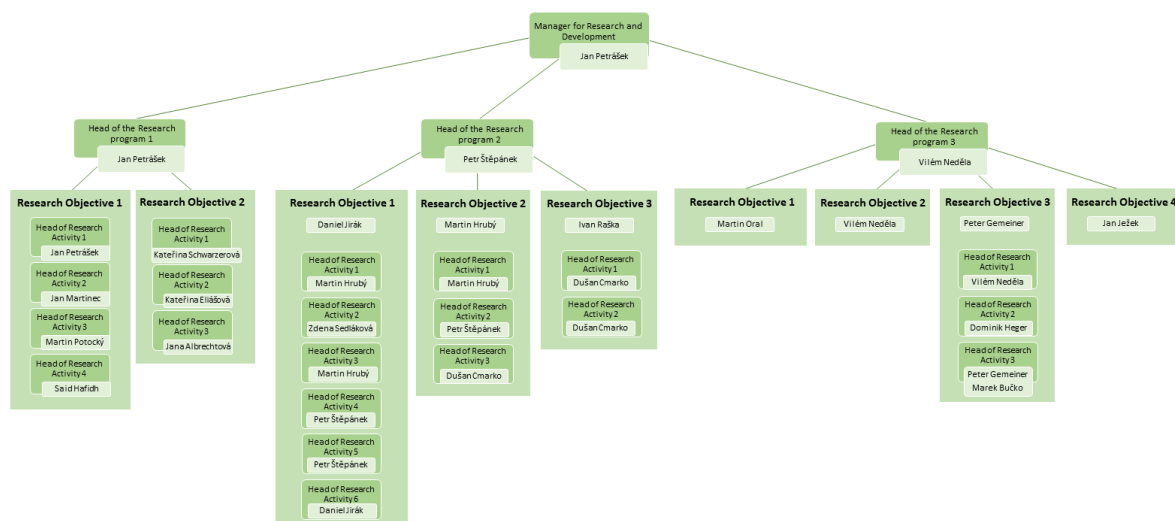 Manager for Research and
Development
Jan Petrášek
Head of the Research
program 1
Jan Petrášek
Head of the Research
program 2
Petr Štěpánek
Head of the Research
program 3
Vilém Neděla
Research Objective 1
Head of Research
Activity 1
Jan Petrášek
Head of Research
Activity 2
Jan Martinec
Head of Research
Activity 3
Martin Potocký
Head of Research
Activity 4
Said Hafidh
Research Objective 2
Head of Research
Activity 1
Kateřina Schwarzerová
Head of Research
Activity 2
Kateřina Eliášová
Head of Research
Activity 3
Jana Albrechtová
Research Objective 1
Daniel Jirák
Head of Research
Activity 1
Martin Hrubý
Head of Research
Activity 2
Zdena Sedláková
Head of Research
Activity 3
Martin Hrubý
Head of Research
Activity 4
Petr Štěpánek
Head of Research
Activity 5
Petr Štěpánek
Head of Research
Activity 6
Daniel Jirák
Research Objective 2
Martin Hrubý
Head of Research
Activity 1
Martin Hrubý
Head of Research
Activity 2
Petr Štěpánek
Head of Research
Activity 3
Dušan Cmarko
Research Objective 3
Ivan Raška
Head of Research
Activity 1
Dušan Cmarko
Head of Research
Activity 2
Dušan Cmarko
Research Objective 1
Martin Oral
Research Objective 2
Vilém Neděla
Research Objective 3
Peter Gemeiner
Head of Research
Activity 1
Vilém Neděla
Head of Research
Activity 2
Dominik Heger
Head of Research
Activity 3
Peter Gemeiner
Marek Bučko
Research Objective 4
Jan Ježek